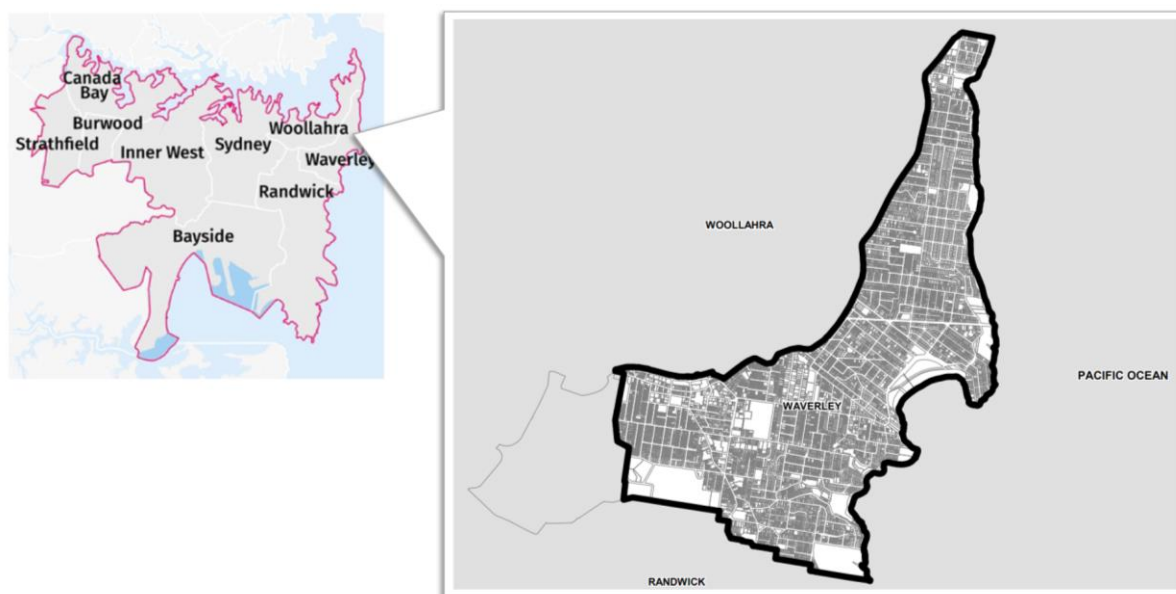 Canada
Bay
Burwood
Strathfield
Inner West
Sydney
Woollahra
Waverley
Randwick
Bayside
WOOLLAHRA
PACIFIC OCEAN
WAVERLEY
RANDWICK